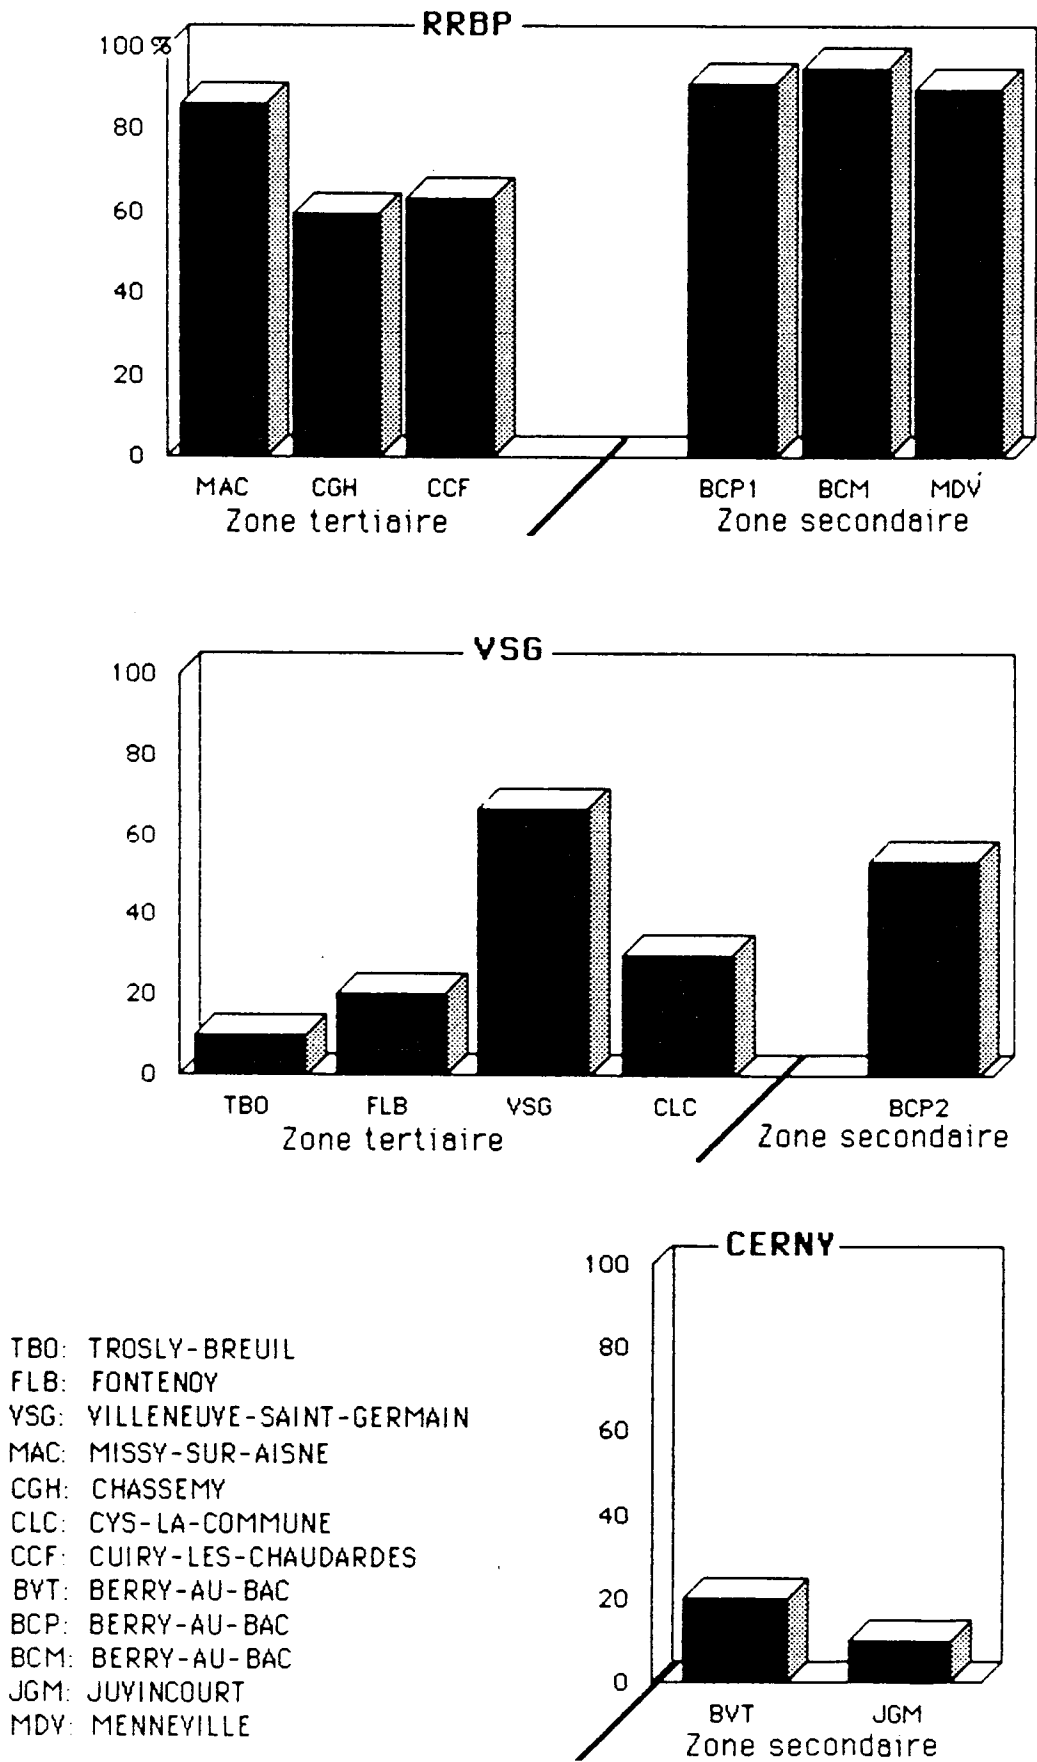 RRBP
100 %
80
60
40
20
0
MAC CGH CCF BCP1 BCM MDV
Zone tertiaire Zone secondaire
VSG
100
80
60
40
20
0
TBO FLB VSG CLC BCP2
Zone tertiaire Zone secondaire
CERNY
100
80
60
40
20
0
BVT JGM
Zone secondaire
TBO: TROSLY-BREUIL
FLB: FONTENOY
VSG: VILLENEUVE-SAINT-GERMAIN
MAC: MISSY-SUR-AISNE
CGH: CHASSEMY
CLC: CYS-LA-COMMUNE
CCF: CUIRY-LES-CHAUDARDES
BVT: BERRY-AU-BAC
BCP: BERRY-AU-BAC
BCM: BERRY-AU-BAC
JGM: JUVINCOURT
MDV: MENNEVILLE